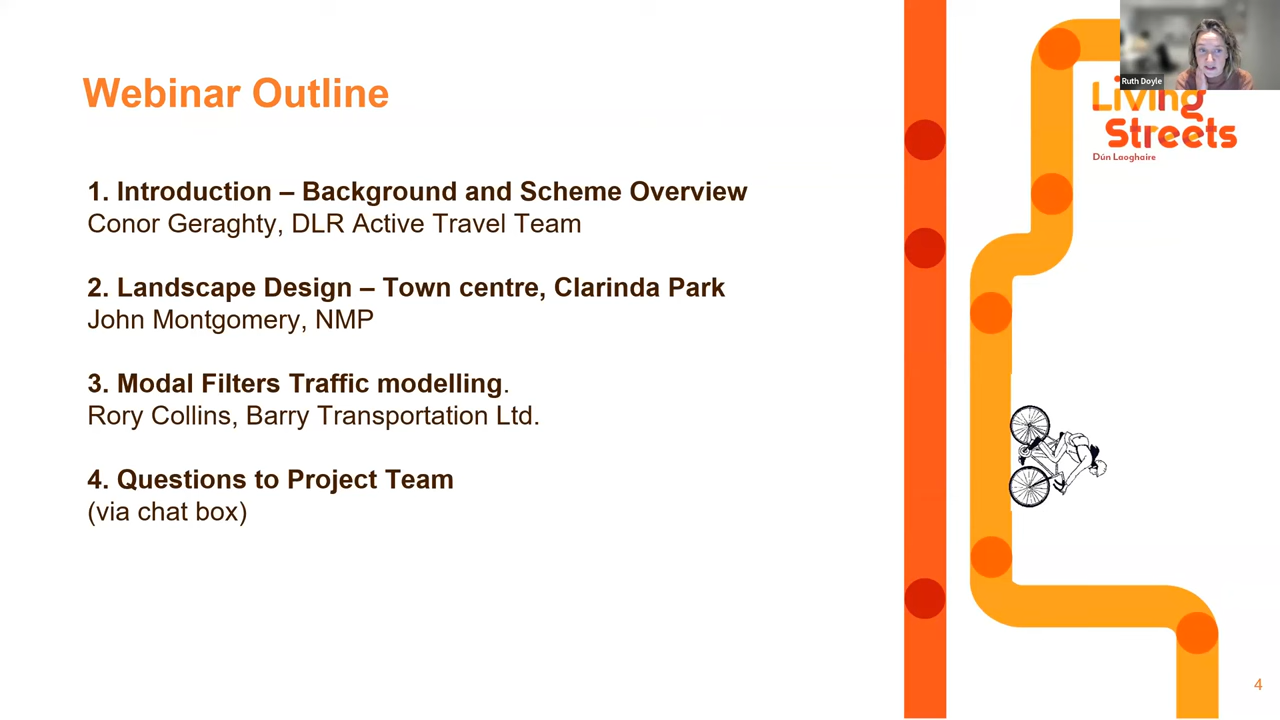 Webinar Outline
1. Introduction – Background and Scheme Overview
Conor Geraghty, DLR Active Travel Team
2. Landscape Design – Town centre, Clarinda Park
John Montgomery, NMP
3. Modal Filters Traffic modelling.
Rory Collins, Barry Transportation Ltd.
4. Questions to Project Team
(via chat box)
Ruth Doyle
Living
Streets
Dún Laoghaire
4